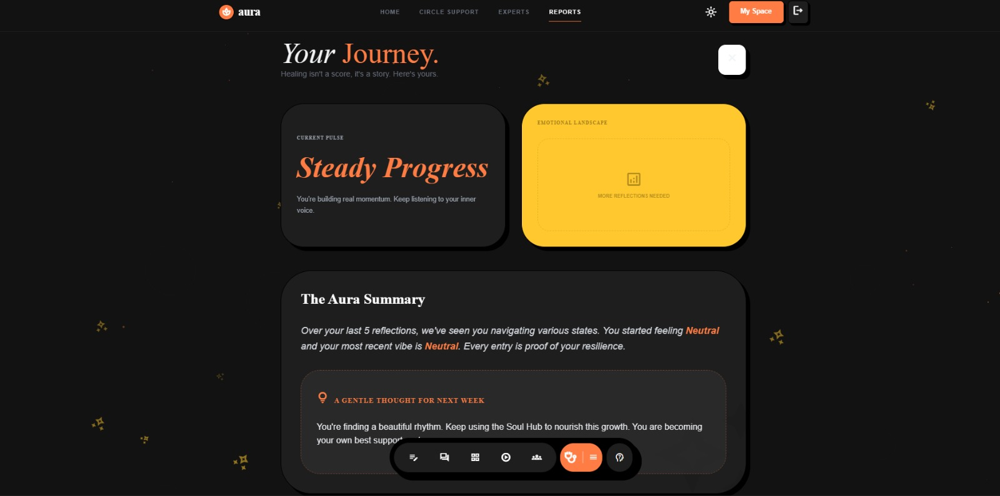 aura
HOME
CIRCLE SUPPORT
EXPERTS
REPORTS
My Space
Your Journey.
Healing isn't a score, it's a story. Here's yours.
CURRENT PULSE
Steady Progress
You're building real momentum. Keep listening to your inner
voice.
EMOTIONAL LANDSCAPE
MORE REFLECTIONS NEEDED
The Aura Summary
Over your last 5 reflections, we've seen you navigating various states. You started feeling Neutral
and your most recent vibe is Neutral. Every entry is proof of your resilience.
A GENTLE THOUGHT FOR NEXT WEEK
You're finding a beautiful rhythm. Keep using the Soul Hub to nourish this growth. You are becoming
your own best support